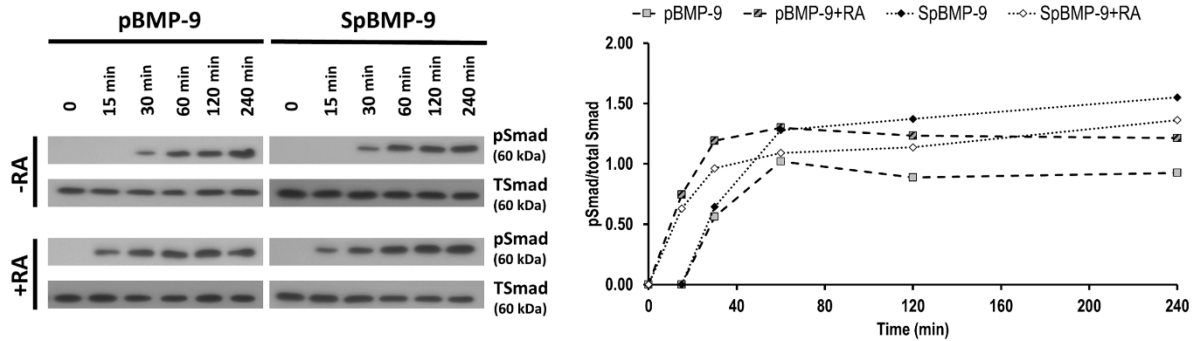 pBMP-9 SpBMP-9
0 15 min 30 min 60 min 120 min 240 min 0 15 min 30 min 60 min 120 min 240 min
-RA
pSmad
(60 kDa)
TSmad
(60 kDa)
+RA
pSmad
(60 kDa)
TSmad
(60 kDa)
pBMP-9 pBMP-9+RA SpBMP-9 SpBMP-9+RA
pSmad/total Smad
2.00
1.50
1.00
0.50
0.00
0 40 80 120 160 200 240
Time (min)